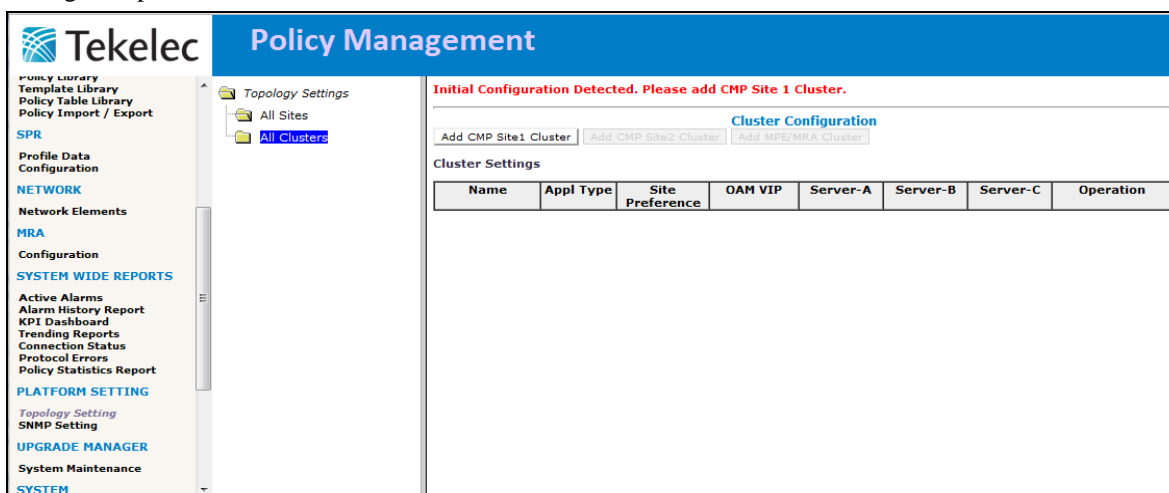 Tekelec
Policy Management
Policy Library
Template Library
Policy Table Library
Policy Import / Export
SPR
Profile Data
Configuration
NETWORK
Network Elements
MRA
Configuration
SYSTEM WIDE REPORTS
Active Alarms
Alarm History Report
KPI Dashboard
Trending Reports
Connection Status
Protocol Errors
Policy Statistics Report
PLATFORM SETTING
Topology Setting
SNMP Setting
UPGRADE MANAGER
System Maintenance
SYSTEM
Topology Settings
All Sites
All Clusters
Initial Configuration Detected. Please add CMP Site 1 Cluster.
Cluster Configuration
Add CMP Site1 Cluster Add CMP Site2 Cluster Add MPE/MRA Cluster
Cluster Settings
Name Appl Type Site Preference OAM VIP Server-A Server-B Server-C Operation